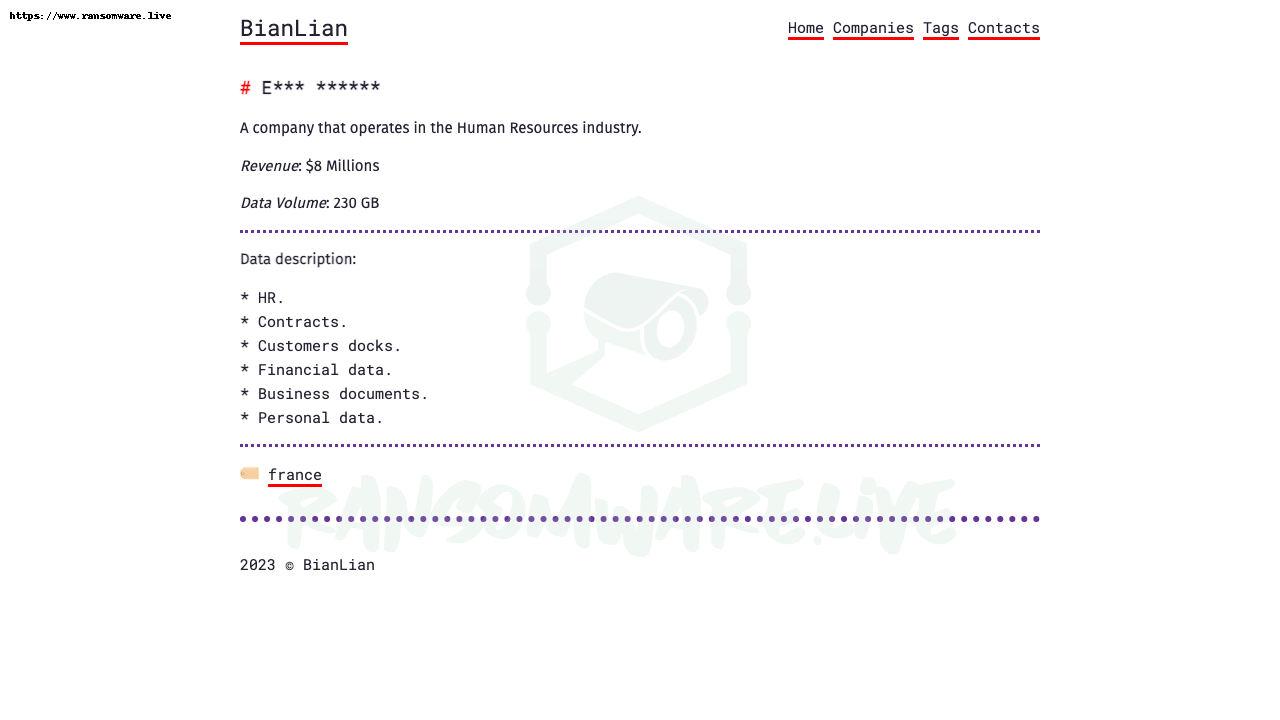 https://www.ransomware.live
BianLian
Home Companies Tags Contacts
# E*** ******
A company that operates in the Human Resources industry.
Revenue: $8 Millions
Data Volume: 230 GB
Data description:
* HR.
* Contracts.
* Customers docks.
* Financial data.
* Business documents.
* Personal data.
france
RANSOMWARE.LIVE
2023 © BianLian